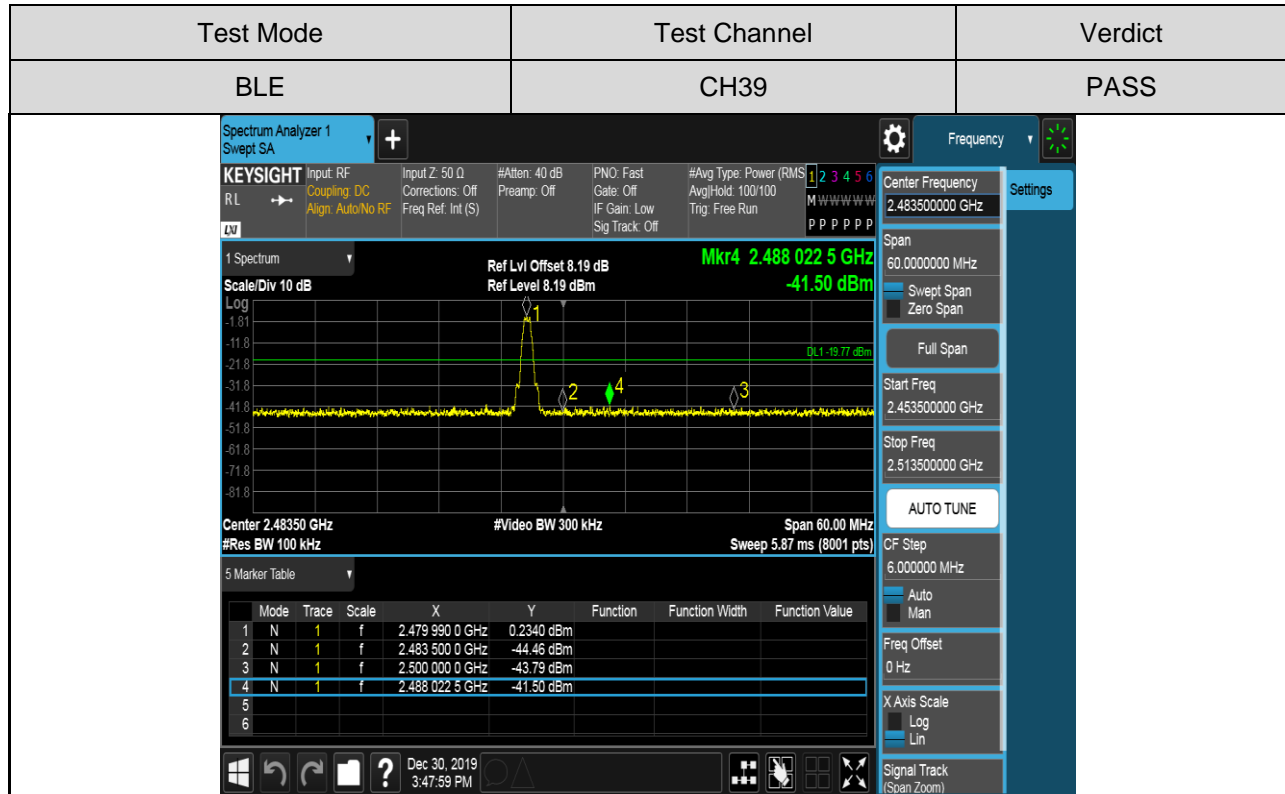 Test Mode Test Channel Verdict
BLE CH39 PASS
Spectrum Analyzer 1
Swept SA
+
Frequency
KEYSIGHT
RL
LXI
Input: RF
Coupling: DC
Align: Auto/No RF
Input Z: 50 Ω
Corrections: Off
Freq Ref: Int (S)
#Atten: 40 dB
Preamp: Off
PNO: Fast
Gate: Off
IF Gain: Low
Sig Track: Off
#Avg Type: Power (RMS
Avg|Hold: 100/100
Trig: Free Run
1 2 3 4 5 6
M W W W W W
P P P P P P
1 Spectrum
Scale/Div 10 dB
Ref Lvl Offset 8.19 dB
Ref Level 8.19 dBm
Mkr4 2.488 022 5 GHz
-41.50 dBm
Log
-1.81
-11.8
-21.8
-31.8
-41.8
-51.8
-61.8
-71.8
-81.8
1
2
4
3
DL1 -19.77 dBm
Center 2.48350 GHz
#Res BW 100 kHz
#Video BW 300 kHz
Span 60.00 MHz
Sweep 5.87 ms (8001 pts)
5 Marker Table
Mode Trace Scale X Y Function Function Width Function Value
1 N 1 f 2.479 990 0 GHz 0.2340 dBm
2 N 1 f 2.483 500 0 GHz -44.46 dBm
3 N 1 f 2.500 000 0 GHz -43.79 dBm
4 N 1 f 2.488 022 5 GHz -41.50 dBm
5
6
?
Dec 30, 2019
3:47:59 PM
Center Frequency
2.483500000 GHz
Settings
Span
60.0000000 MHz
Swept Span
Zero Span
Full Span
Start Freq
2.453500000 GHz
Stop Freq
2.513500000 GHz
AUTO TUNE
CF Step
6.000000 MHz
Auto
Man
Freq Offset
0 Hz
X Axis Scale
Log
Lin
Signal Track
(Span Zoom)